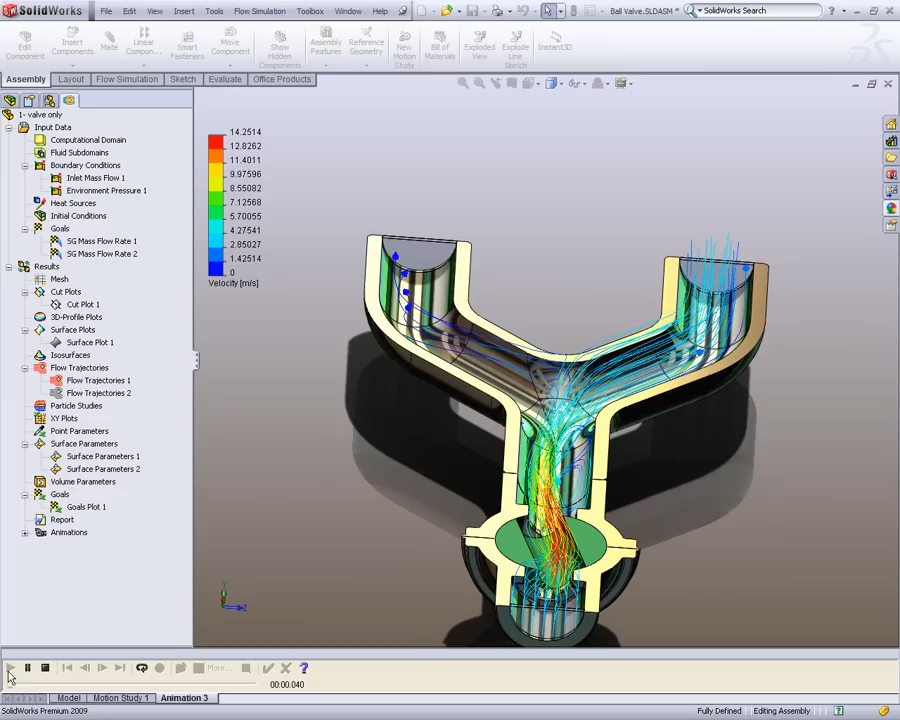 SolidWorks File Edit View Insert Tools Flow Simulation Toolbox Window Help Ball Valve.SLDASM * SolidWorks Search
Edit Component Insert Components Mate Linear Compon... Smart Fasteners Move Component Show Hidden Components Assembly Features Reference Geometry New Motion Study Bill of Materials Exploded View Explode Line Sketch Instant3D
Assembly Layout Flow Simulation Sketch Evaluate Office Products
1- valve only
Input Data
Computational Domain
Fluid Subdomains
Boundary Conditions
Inlet Mass Flow 1
Environment Pressure 1
Heat Sources
Initial Conditions
Goals
SG Mass Flow Rate 1
SG Mass Flow Rate 2
Results
Mesh
Cut Plots
Cut Plot 1
3D-Profile Plots
Surface Plots
Surface Plot 1
Isosurfaces
Flow Trajectories
Flow Trajectories 1
Flow Trajectories 2
Particle Studies
XY Plots
Point Parameters
Surface Parameters
Surface Parameters 1
Surface Parameters 2
Volume Parameters
Goals
Goals Plot 1
Report
Animations
14.2514
12.8262
11.4011
9.97596
8.55082
7.12568
5.70055
4.27541
2.85027
1.42514
0
Velocity [m/s]
More...
00:00.040
Model Motion Study 1 Animation 3
SolidWorks Premium 2009 Fully Defined Editing Assembly